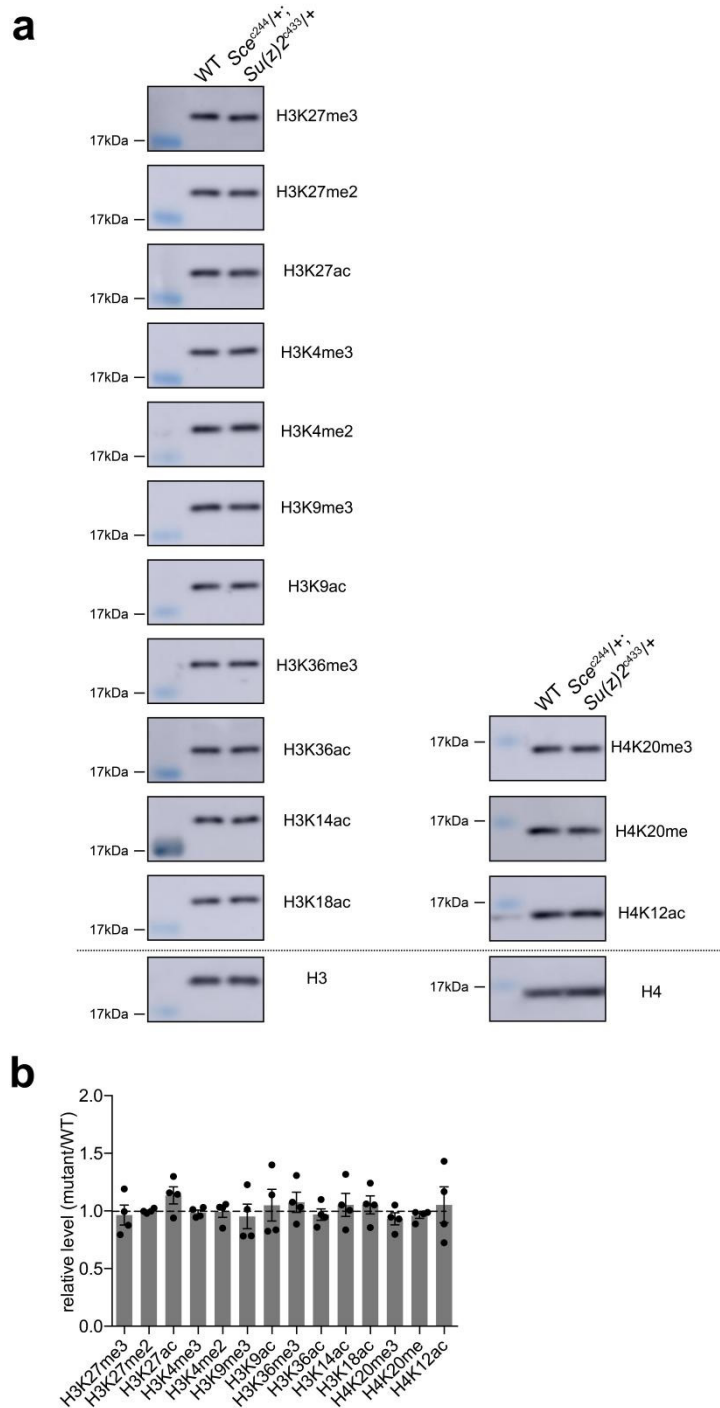 a
WT Sce^c244/+;
Su(z)2^c433/+
H3K27me3
17kDa
H3K27me2
17kDa
H3K27ac
17kDa
H3K4me3
17kDa
H3K4me2
17kDa
H3K9me3
17kDa
H3K9ac
17kDa
H3K36me3
17kDa
H3K36ac
17kDa
H3K14ac
17kDa
H3K18ac
17kDa
H3
17kDa
WT Sce^c244/+;
Su(z)2^c433/+
17kDa
H4K20me3
17kDa
H4K20me
17kDa
H4K12ac
17kDa
H4
b
relative level (mutant/WT)
2.0
1.5
1.0
0.5
0.0
H3K27me3
H3K27me2
H3K27ac
H3K4me3
H3K4me2
H3K9me3
H3K9ac
H3K36me3
H3K36ac
H3K14ac
H3K18ac
H4K20me3
H4K20me
H4K12ac